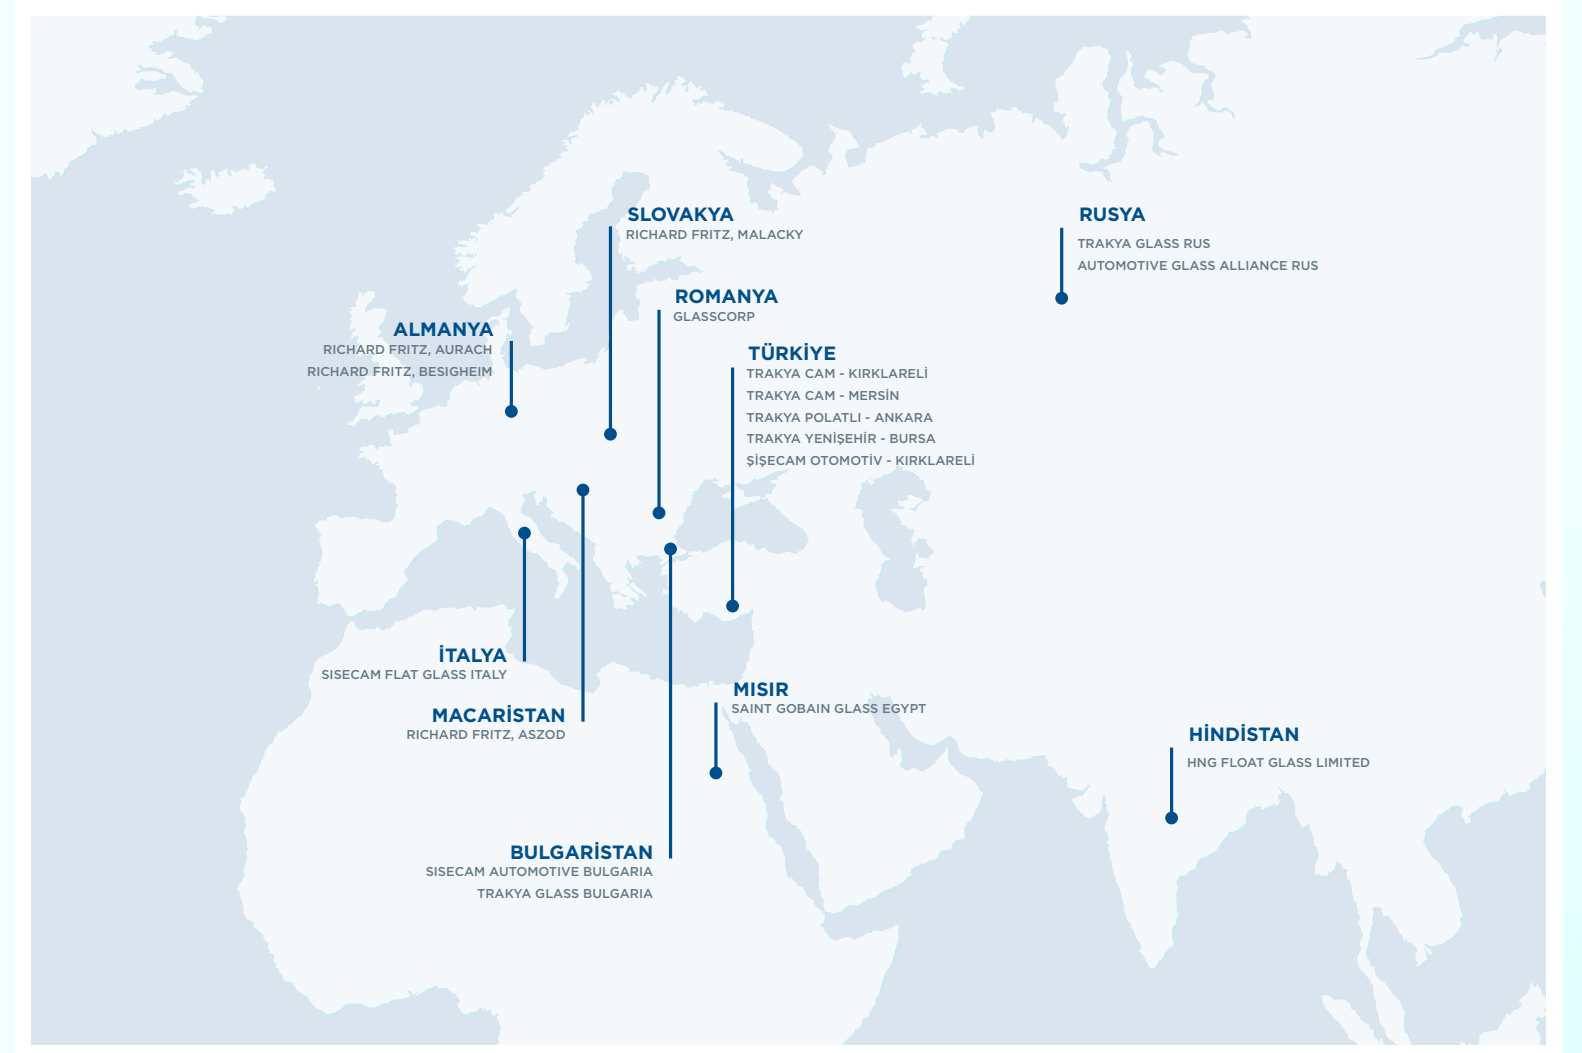 SLOVAKYA
RICHARD FRITZ, MALACKY
RUSYA
TRAKYA GLASS RUS
AUTOMOTIVE GLASS ALLIANCE RUS
ROMANYA
GLASSCORP
ALMANYA
RICHARD FRITZ, AURACH
RICHARD FRITZ, BESIGHEIM
TÜRKİYE
TRAKYA CAM - KIRKLARELİ
TRAKYA CAM - MERSİN
TRAKYA POLATLI - ANKARA
TRAKYA YENİŞEHİR - BURSA
ŞİŞECAM OTOMOTİV - KIRKLARELİ
İTALYA
SISECAM FLAT GLASS ITALY
MACARİSTAN
RICHARD FRITZ, ASZOD
MISIR
SAINT GOBAIN GLASS EGYPT
HİNDİSTAN
HNG FLOAT GLASS LIMITED
BULGARİSTAN
SISECAM AUTOMOTIVE BULGARIA
TRAKYA GLASS BULGARIA